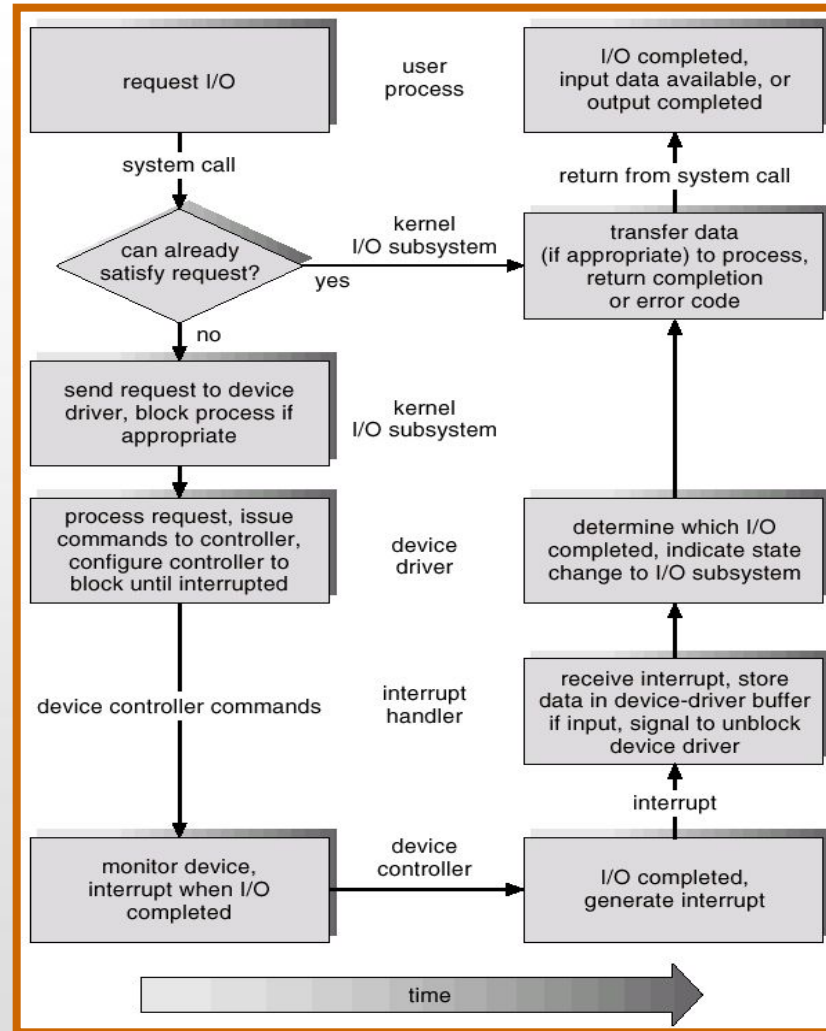 request I/O
user
process
I/O completed,
input data available, or
output completed
system call
return from system call
can already
satisfy request?
yes
no
kernel
I/O subsystem
transfer data
(if appropriate) to process,
return completion
or error code
send request to device
driver, block process if
appropriate
kernel
I/O subsystem
process request, issue
commands to controller,
configure controller to
block until interrupted
device
driver
determine which I/O
completed, indicate state
change to I/O subsystem
device controller commands
interrupt
handler
receive interrupt, store
data in device-driver buffer
if input, signal to unblock
device driver
interrupt
monitor device,
interrupt when I/O
completed
device
controller
I/O completed,
generate interrupt
time